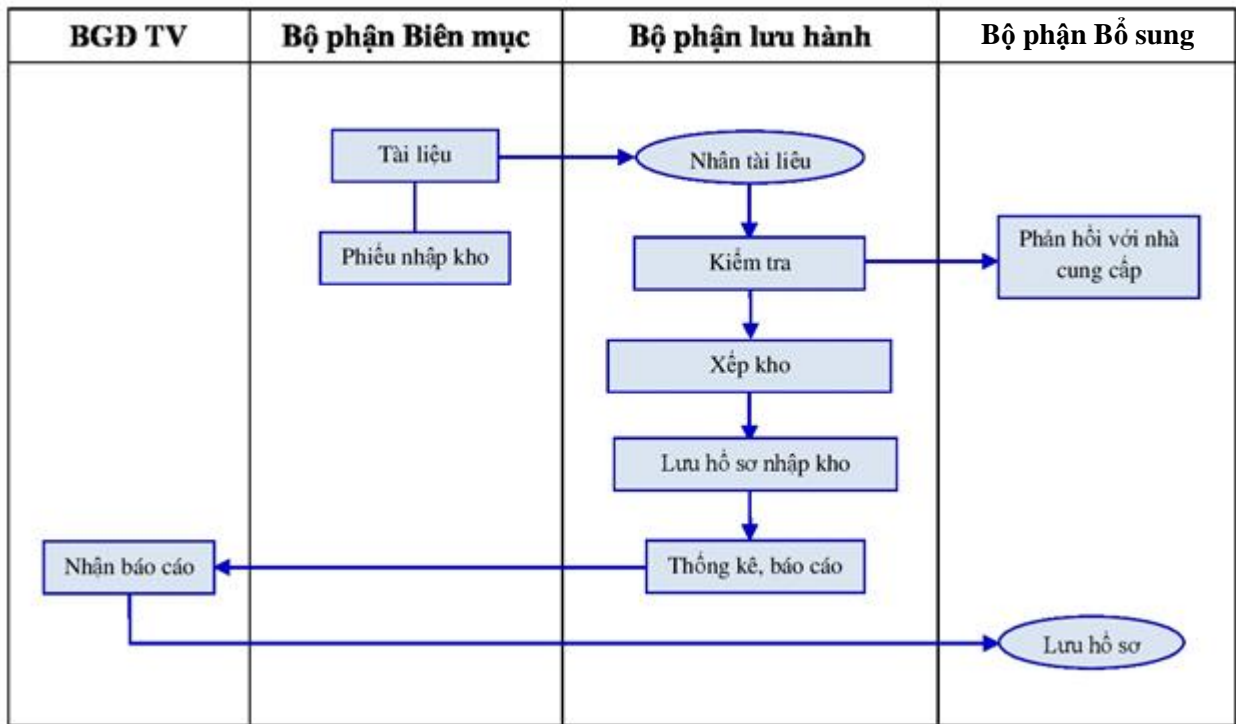 BGĐ TV
Bộ phận Biên mục
Bộ phận lưu hành
Bộ phận Bổ sung
Tài liệu
Nhân tài liêu
Phiếu nhập kho
Kiểm tra
Phản hồi với nhà
cung cấp
Xếp kho
Lưu hồ sơ nhập kho
Nhận báo cáo
Thống kê, báo cáo
Lưu hồ sơ